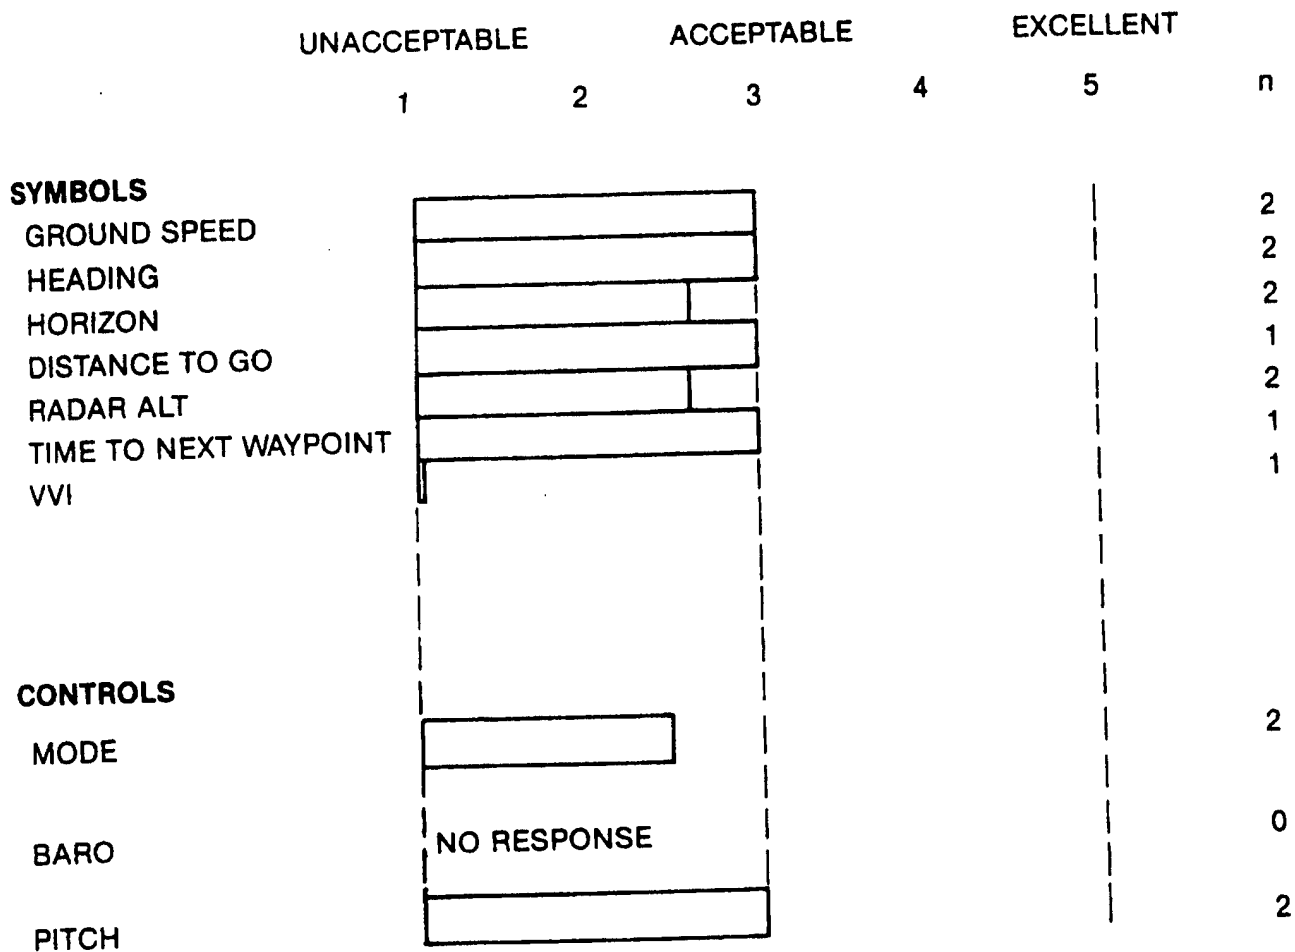 UNACCEPTABLE ACCEPTABLE EXCELLENT
1 2 3 4 5 n
SYMBOLS
GROUND SPEED 2
HEADING 2
HORIZON 2
DISTANCE TO GO 1
RADAR ALT 2
TIME TO NEXT WAYPOINT 1
VVI 1
CONTROLS
MODE 2
BARO NO RESPONSE 0
PITCH 2